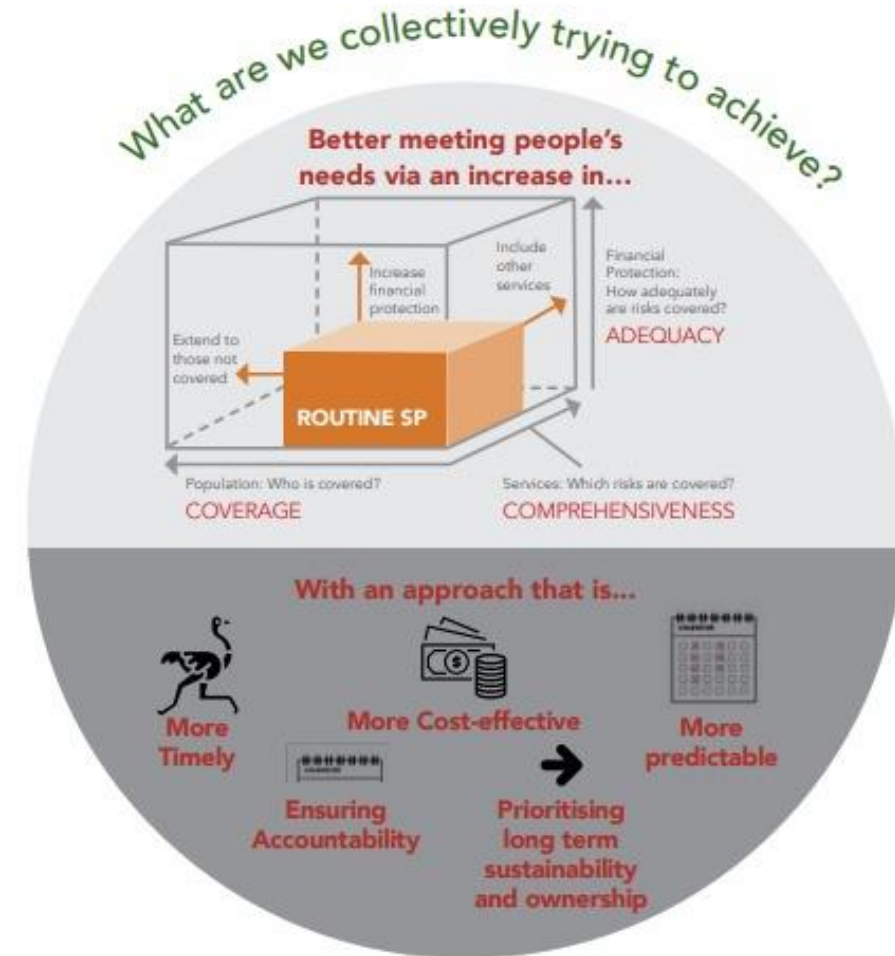 What are we collectively trying to achieve?
Better meeting people's
needs via an increase in...
Increase
financial
protection
Include
other
services
Financial
Protection:
How adequately
are risks covered?
ADEQUACY
Extend to
those not
covered
ROUTINE SP
Population: Who is covered?
COVERAGE
Services: Which risks are covered?
COMPREHENSIVENESS
With an approach that is...
More
Timely
More Cost-effective
More
predictable
Ensuring
Accountability
Prioritising
long term
sustainability
and ownership